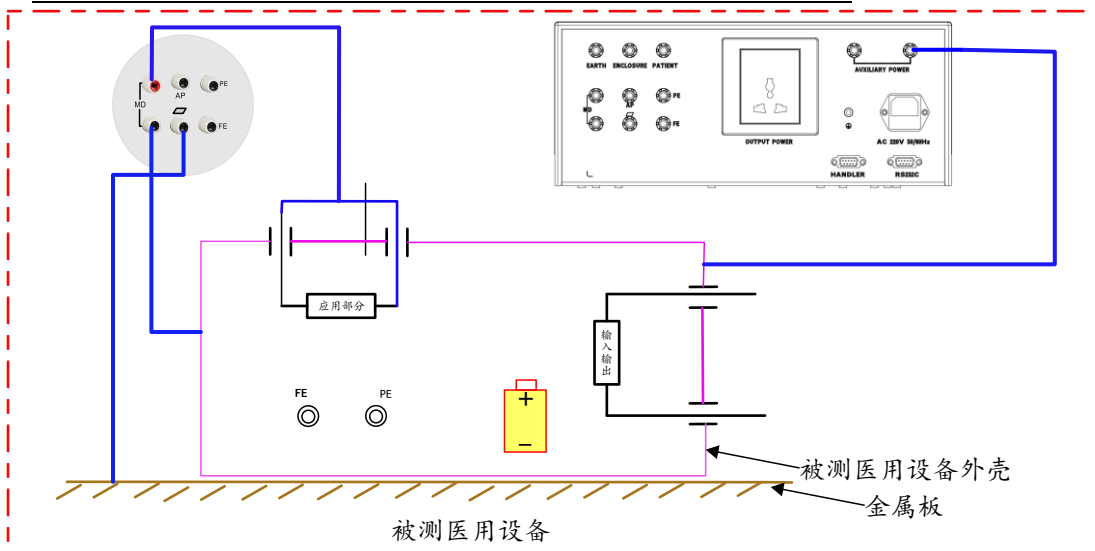 EARTH ENCLOSURE PATIENT
AUXILIARY POWER
MD
AP
PE
FE
MD
AP
PE
FE
OUTPUT POWER
AC 220V 50/60Hz
HANDLER
RS232C
应用部分
输入输出
FE
PE
+
−
被测医用设备外壳
金属板
被测医用设备